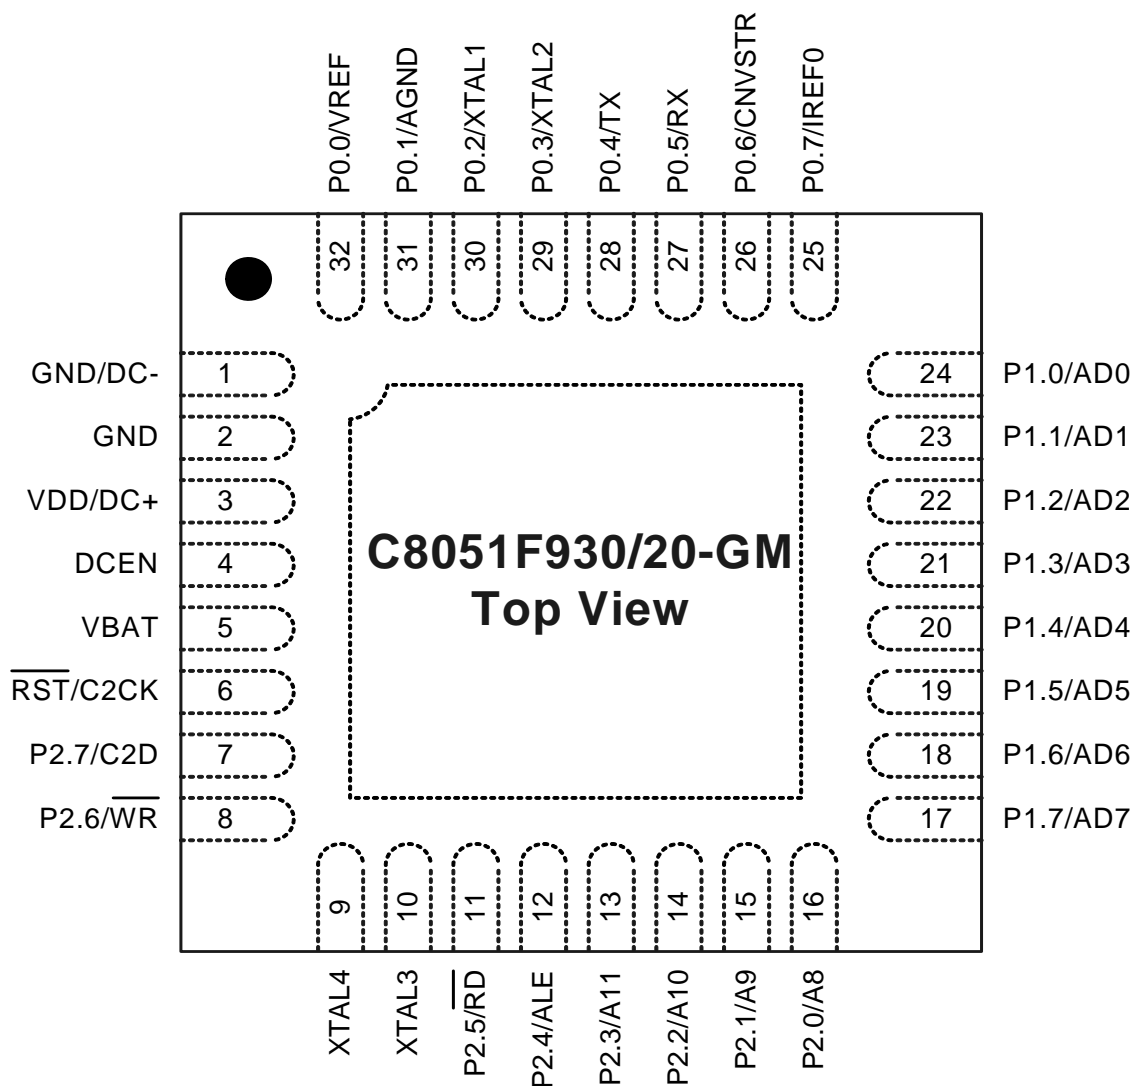 P0.0/VREF
P0.1/AGND
P0.2/XTAL1
P0.3/XTAL2
P0.4/TX
P0.5/RX
P0.6/CNVSTR
P0.7/IREF0
32
31
30
29
28
27
26
25
GND/DC- 1
GND 2
VDD/DC+ 3
DCEN 4
VBAT 5
R̅S̅T̅/C2CK 6
P2.7/C2D 7
P2.6/W̅R̅ 8
C8051F930/20-GM
Top View
24 P1.0/AD0
23 P1.1/AD1
22 P1.2/AD2
21 P1.3/AD3
20 P1.4/AD4
19 P1.5/AD5
18 P1.6/AD6
17 P1.7/AD7
9
10
11
12
13
14
15
16
XTAL4
XTAL3
P2.5/R̅D̅
P2.4/ALE
P2.3/A11
P2.2/A10
P2.1/A9
P2.0/A8